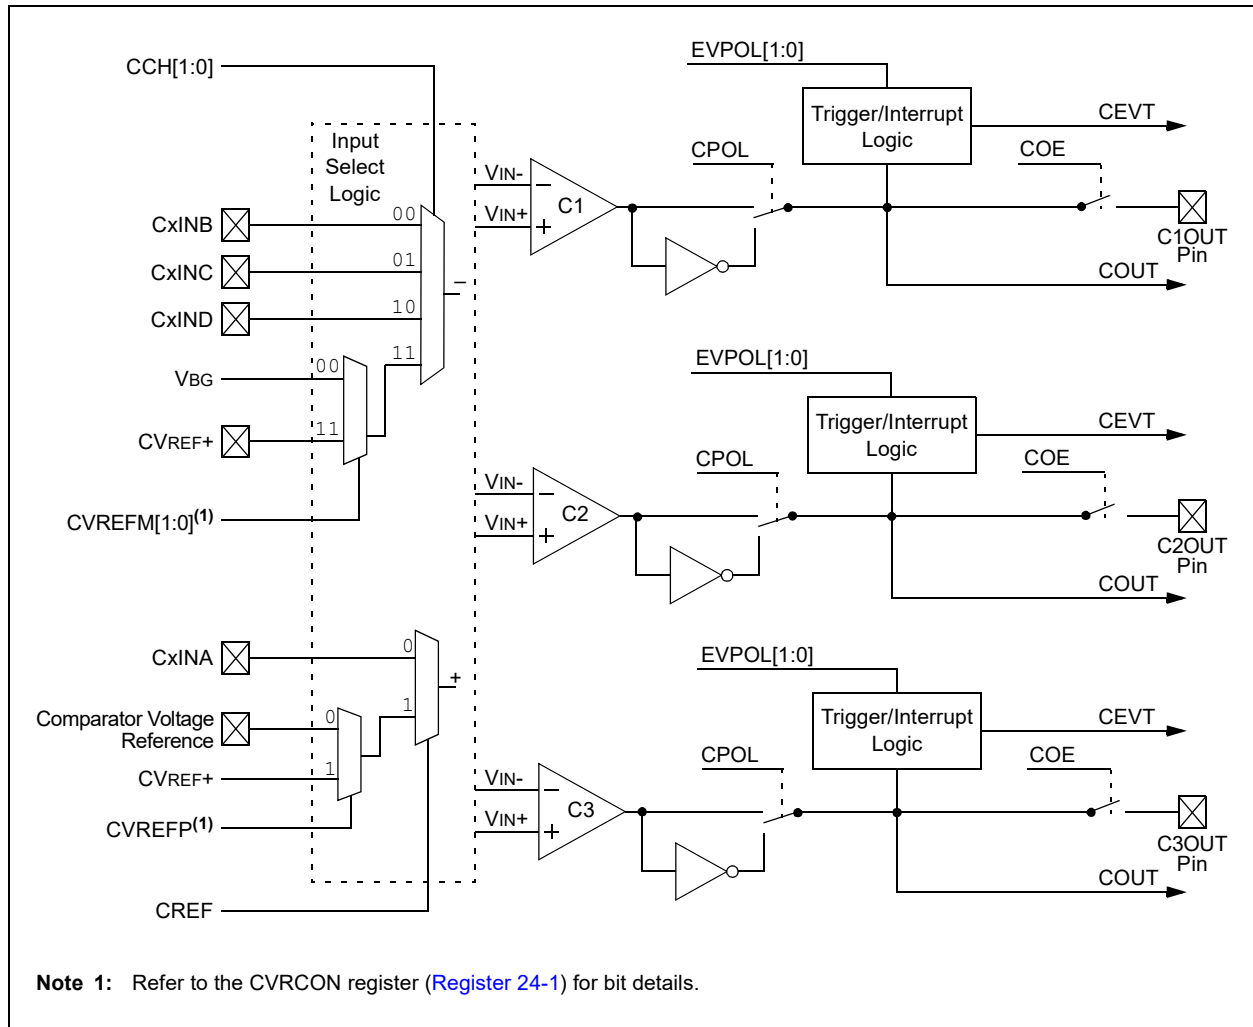 CCH[1:0]
Input
Select
Logic
CxINB
00
CxINC
01
CxIND
10
11
–
VBG
00
CVREF+
11
CVREFM[1:0](1)
CxINA
0
1
+
Comparator Voltage
Reference
0
CVREF+
1
CVREFP(1)
CREF
EVPOL[1:0]
Trigger/Interrupt
Logic
CEVT
CPOL
COE
VIN-
–
VIN+
+
C1
C1OUT
Pin
COUT
EVPOL[1:0]
Trigger/Interrupt
Logic
CEVT
CPOL
COE
VIN-
–
VIN+
+
C2
C2OUT
Pin
COUT
EVPOL[1:0]
Trigger/Interrupt
Logic
CEVT
CPOL
COE
VIN-
–
VIN+
+
C3
C3OUT
Pin
COUT
Note 1: Refer to the CVRCON register (Register 24-1) for bit details.